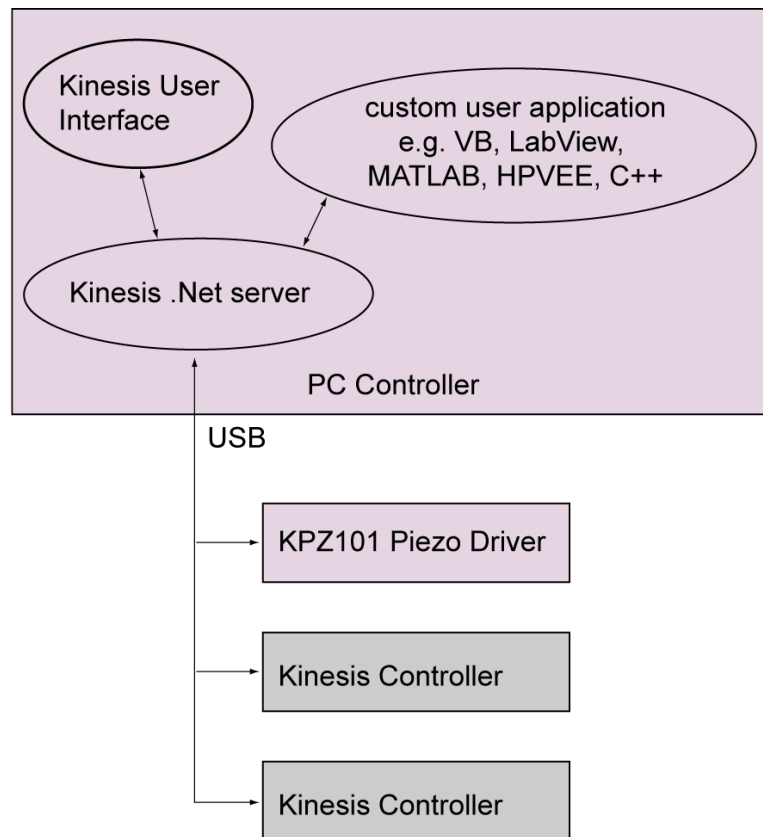 Kinesis User
Interface
custom user application
e.g. VB, LabView,
MATLAB, HPVEE, C++
Kinesis .Net server
PC Controller
USB
KPZ101 Piezo Driver
Kinesis Controller
Kinesis Controller